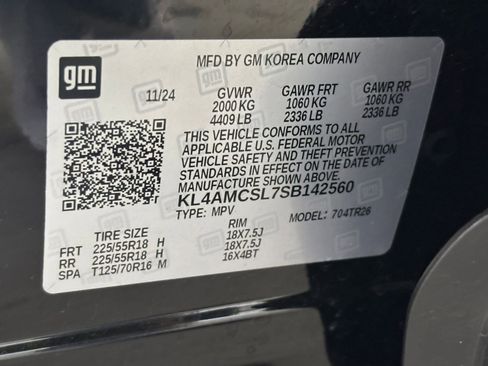 gm
MFD BY GM KOREA COMPANY
11/24 GVWR GAWR FRT GAWR RR
2000 KG 1060 KG 1060 KG
4409 LB 2336 LB 2336 LB
THIS VEHICLE CONFORMS TO ALL
APPLICABLE U.S. FEDERAL MOTOR
VEHICLE SAFETY AND THEFT PREVENTION
STANDARDS IN EFFECT ON THE DATE OF
MANUFACTURE SHOWN ABOVE.
KL4AMCSL7SB142560
TYPE: MPV MODEL: 704TR26
TIRE SIZE RIM
FRT 225/55R18 H 18X7.5J
RR 225/55R18 H 18X7.5J
SPA T125/70R16 M 16X4BT